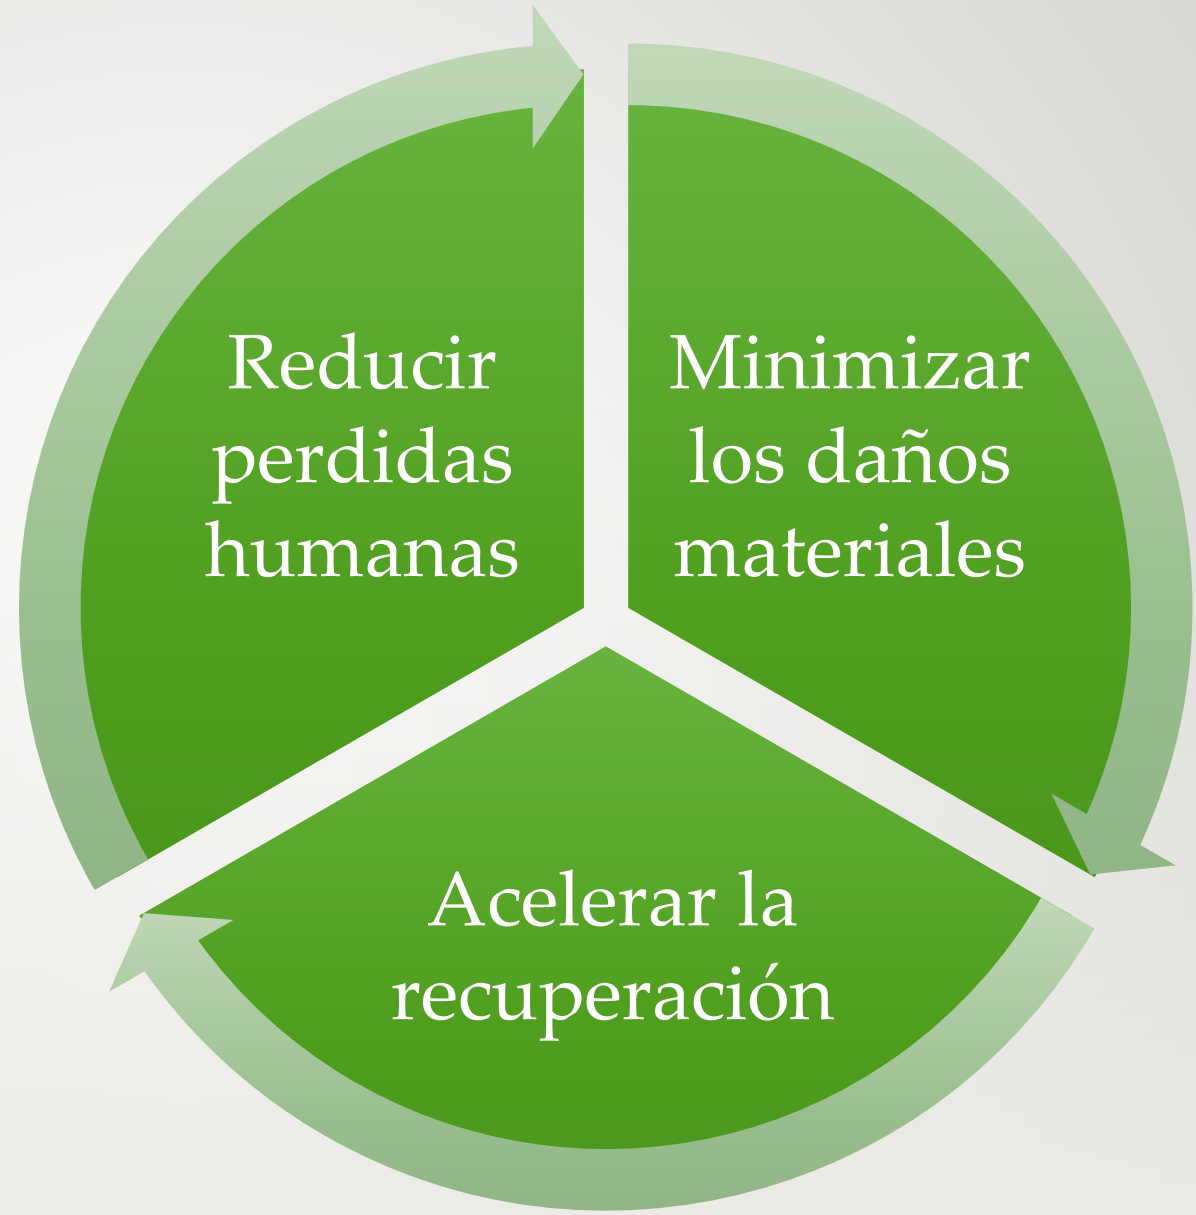 Reducir
perdidas
humanas
Minimizar
los daños
materiales
Acelerar la
recuperación